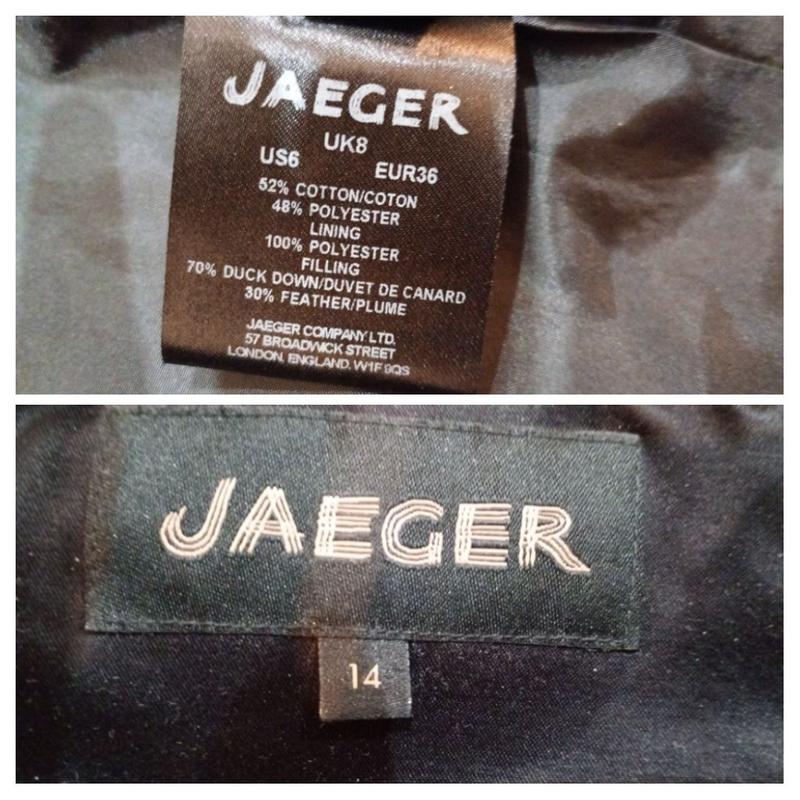 JAEGER
UK8
US6 EUR36
52% COTTON/COTON
48% POLYESTER
LINING
100% POLYESTER
FILLING
70% DUCK DOWN/DUVET DE CANARD
30% FEATHER/PLUME
JAEGER COMPANY LTD.
57 BROADWICK STREET
LONDON, ENGLAND, W1F 9QS
JAEGER
14